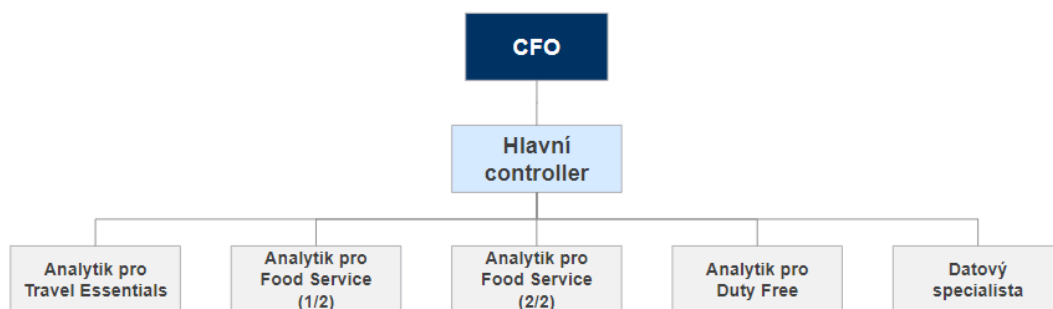 CFO
Hlavní
controller
Analytik pro
Travel Essentials
Analytik pro
Food Service
(1/2)
Analytik pro
Food Service
(2/2)
Analytik pro
Duty Free
Datový
specialista